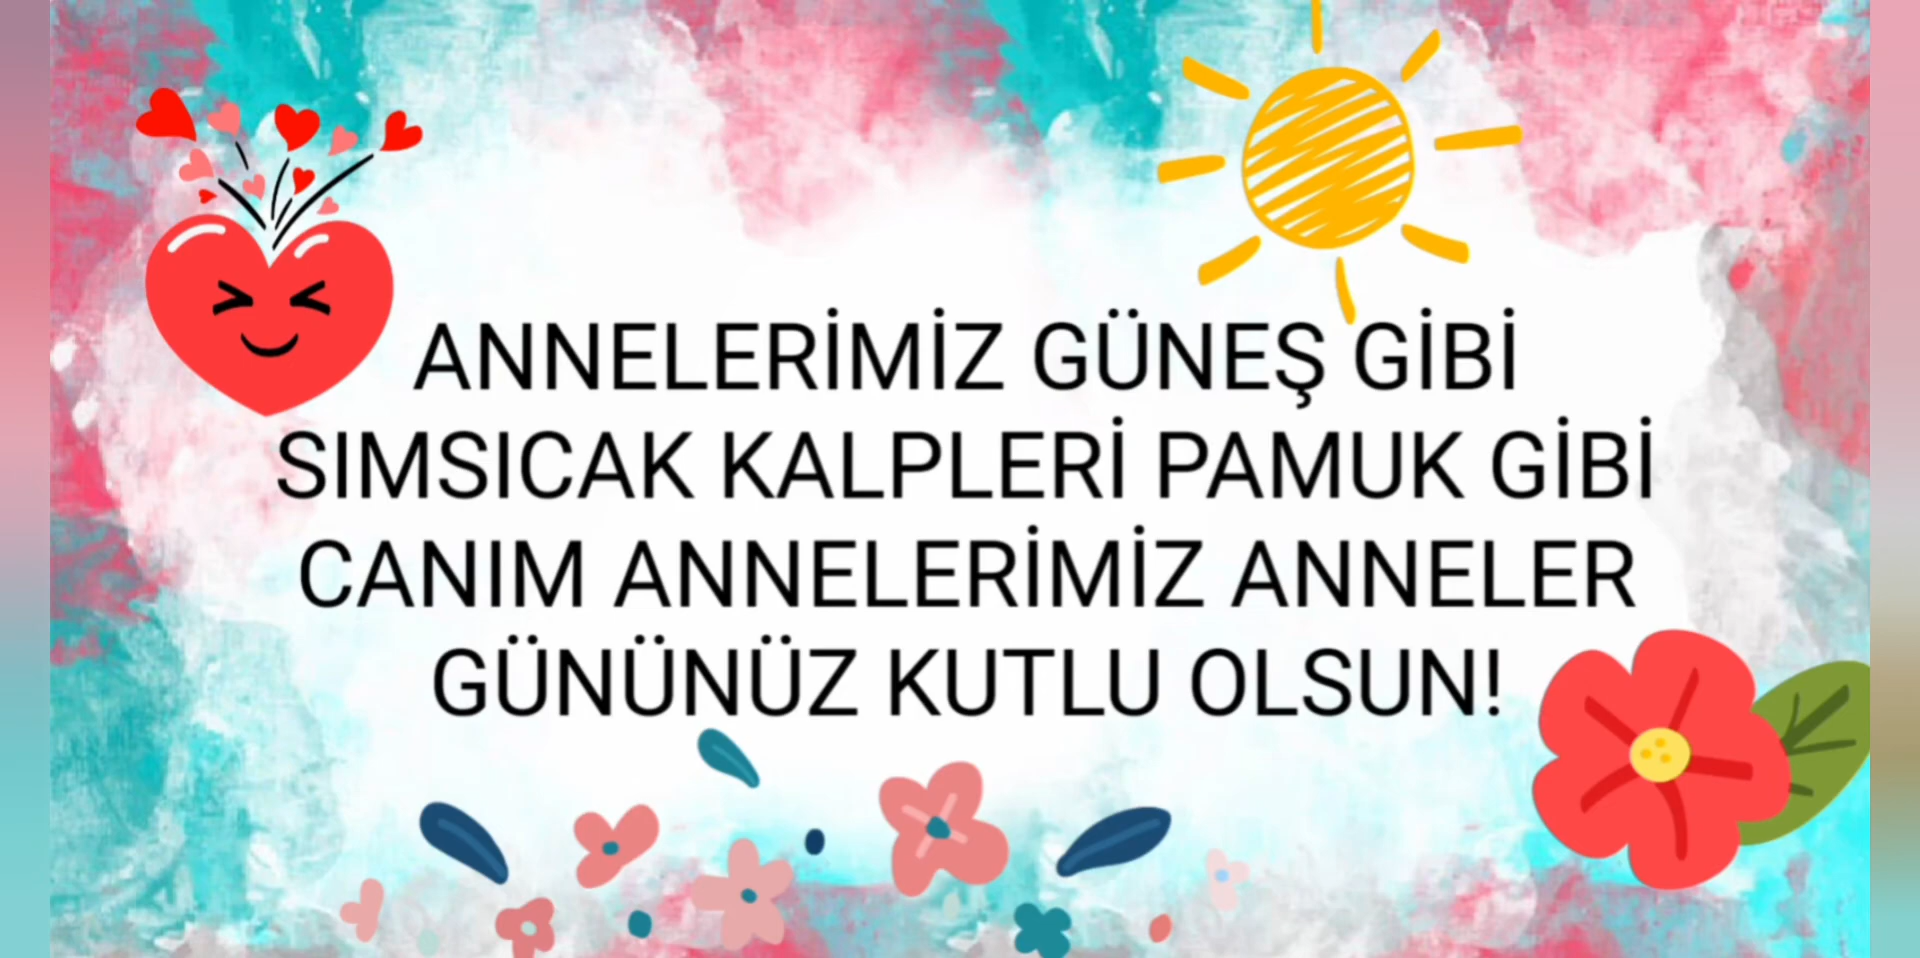 ANNELERİMİZ GÜNEŞ GİBİ
SIMSICAK KALPLERİ PAMUK GİBİ
CANIM ANNELERİMİZ ANNELER
GÜNÜNÜZ KUTLU OLSUN!